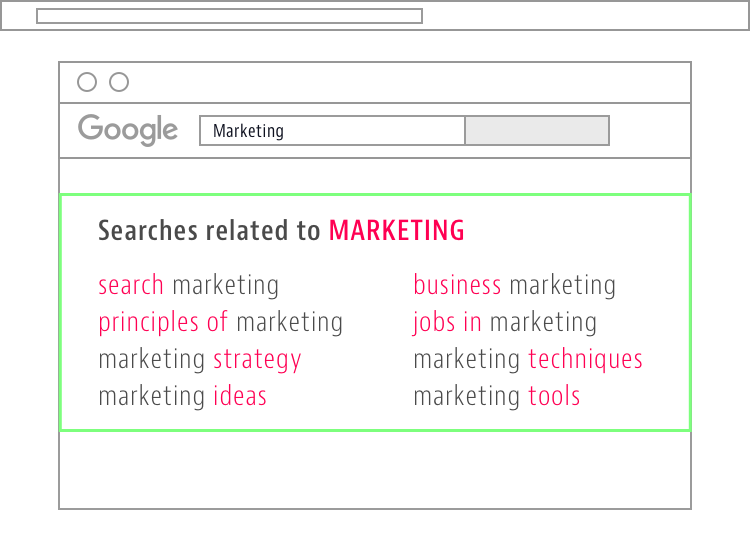 Google
Marketing
Searches related to MARKETING
search marketing
principles of marketing
marketing strategy
marketing ideas
business marketing
jobs in marketing
marketing techniques
marketing tools